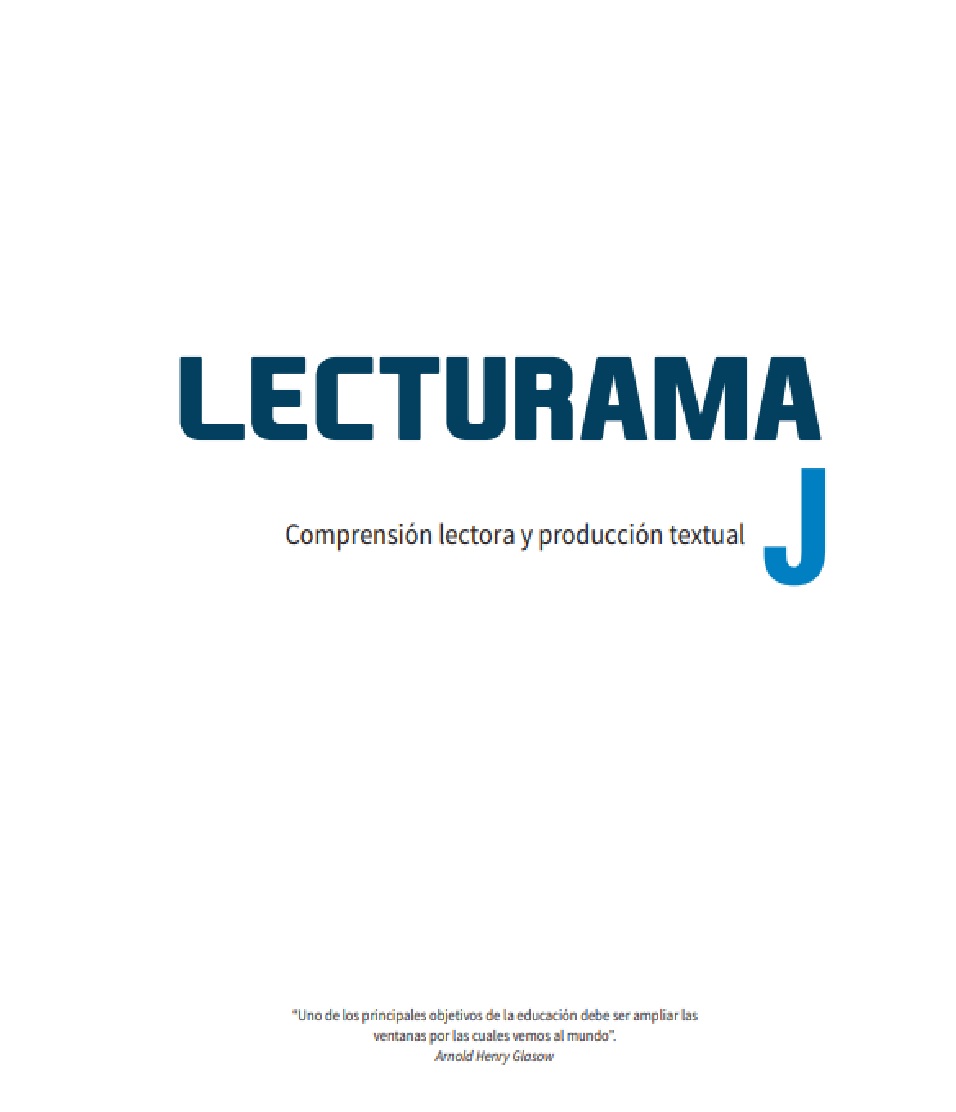 LECTURAMA
Comprensión lectora y producción textual J
"Uno de los principales objetivos de la educación debe ser ampliar las
ventanas por las cuales vemos al mundo".
Arnold Henry Glasow